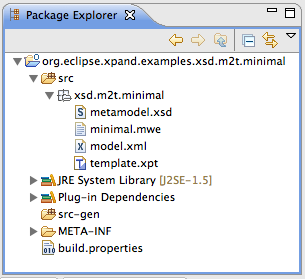 Package Explorer
org.eclipse.xpand.examples.xsd.m2t.minimal
src
xsd.m2t.minimal
metamodel.xsd
minimal.mwe
model.xml
template.xpt
JRE System Library [J2SE-1.5]
Plug-in Dependencies
src-gen
META-INF
build.properties